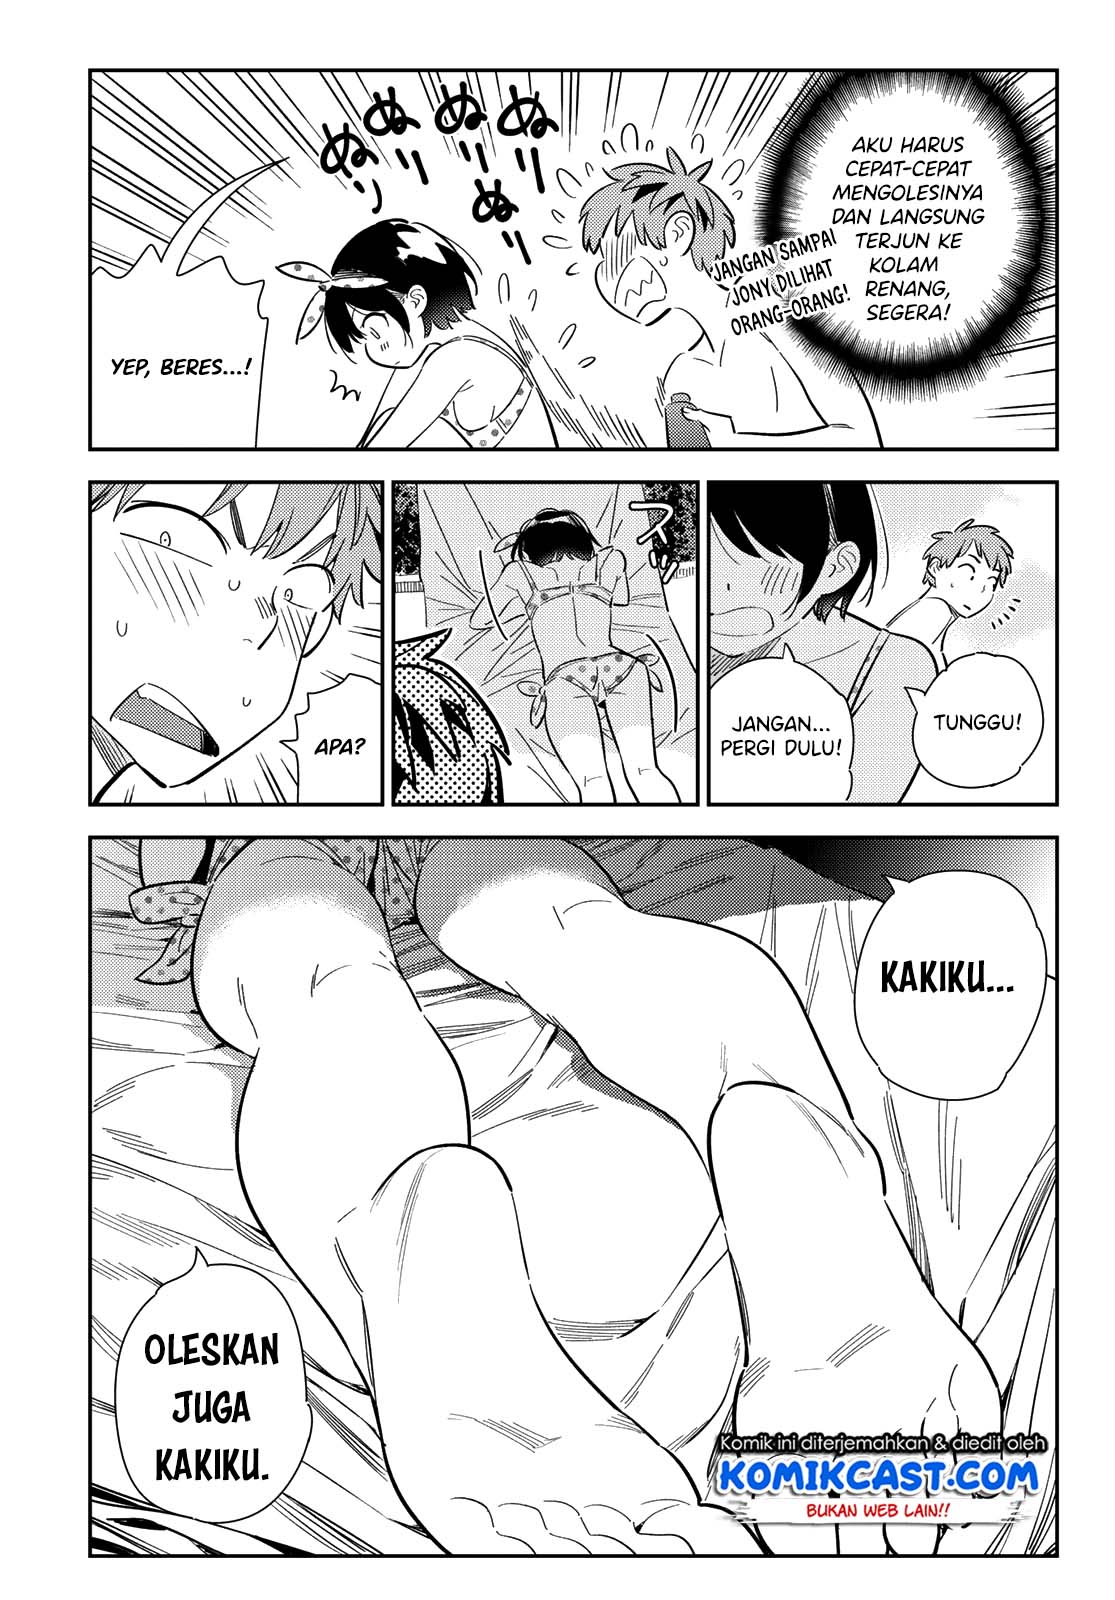 AKU HARUS
CEPAT-CEPAT
MENGOLESINYA
DAN LANGSUNG
TERJUN KE
KOLAM
RENANG,
SEGERA!
JANGAN SAMPAI
JONY DILIHAT
ORANG-ORANG!
ぬり
ぬり
ぬり
ぬり
YEP, BERES...!
TUNGGU!
JANGAN...
PERGI DULU!
APA?
KAKIKU...
OLESKAN
JUGA
KAKIKU.
Komik ini diterjemahkan & diedit oleh
KOMIKCAST.COM
BUKAN WEB LAIN!!